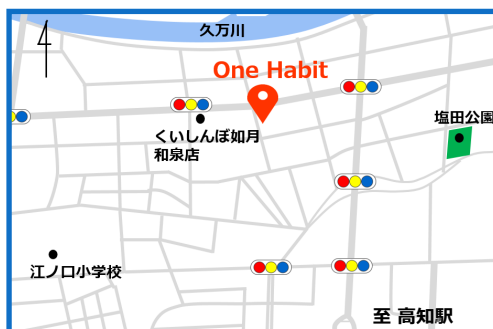 久万川
One Habit
塩田公園
くいしんぼ如月
和泉店
江ノ口小学校
至 高知駅